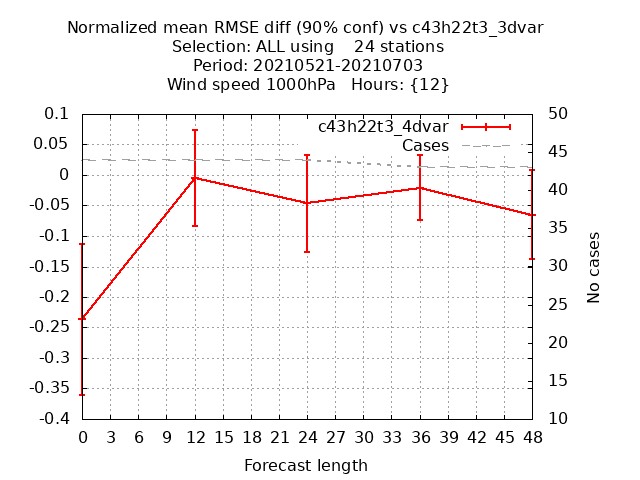 Normalized mean RMSE diff (90% conf) vs c43h22t3_3dvar
Selection: ALL using    24 stations
Period: 20210521-20210703
Wind speed 1000hPa   Hours: {12}
c43h22t3_4dvar
Cases
0.1
0.05
0
-0.05
-0.1
-0.15
-0.2
-0.25
-0.3
-0.35
-0.4
50
45
40
35
30
25
20
15
10
No cases
0 3 6 9 12 15 18 21 24 27 30 33 36 39 42 45 48
Forecast length